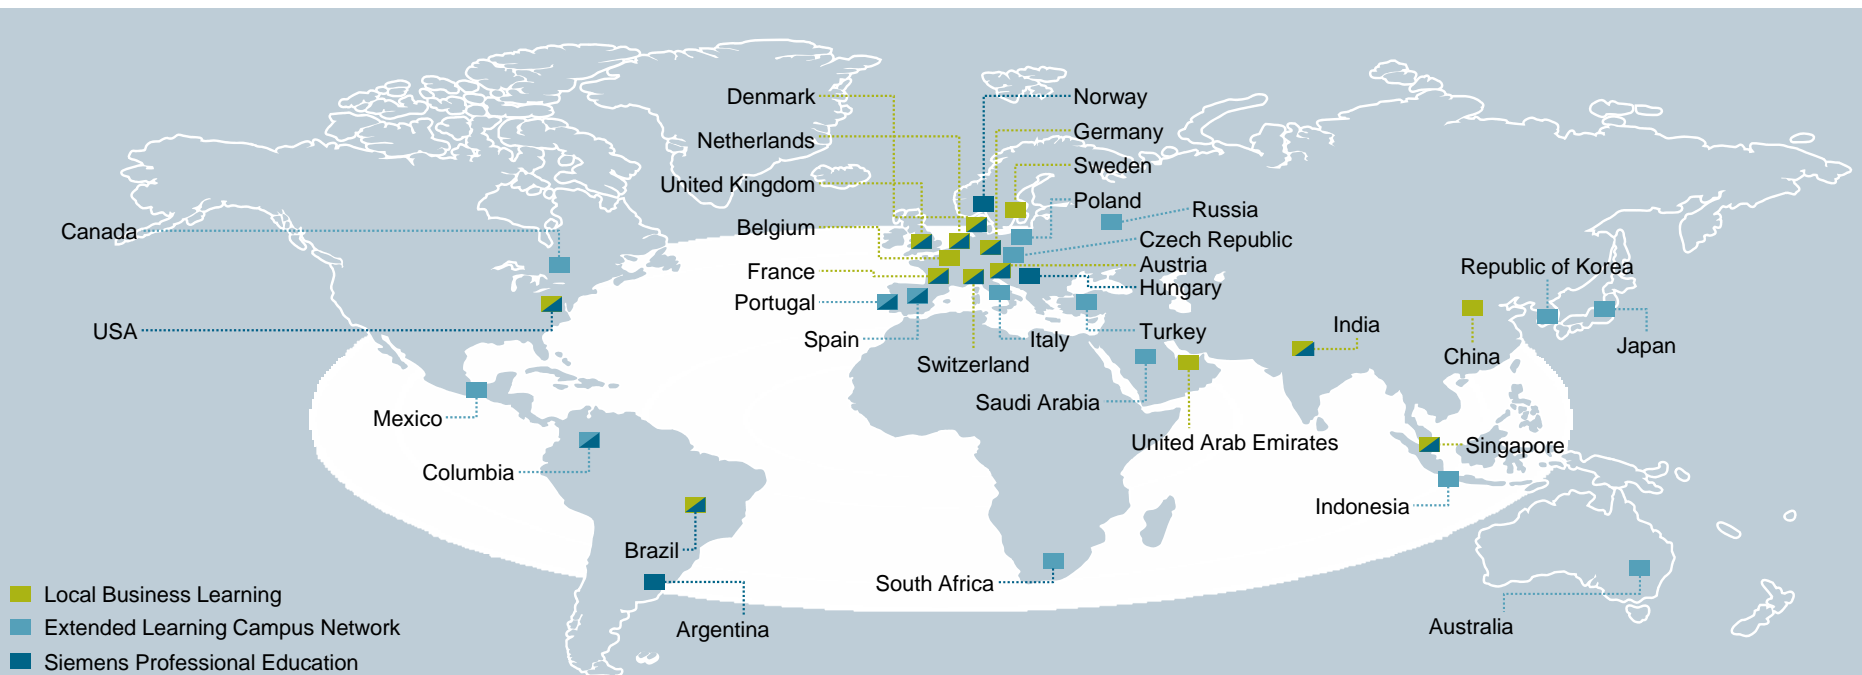 Denmark
Norway
Netherlands
Germany
Sweden
United Kingdom
Poland
Russia
Canada
Belgium
Czech Republic
France
Austria
Republic of Korea
Hungary
Portugal
USA
Spain
Italy
Turkey
India
China
Japan
Switzerland
Saudi Arabia
Mexico
United Arab Emirates
Singapore
Columbia
Indonesia
Brazil
South Africa
Argentina
Australia
Local Business Learning
Extended Learning Campus Network
Siemens Professional Education